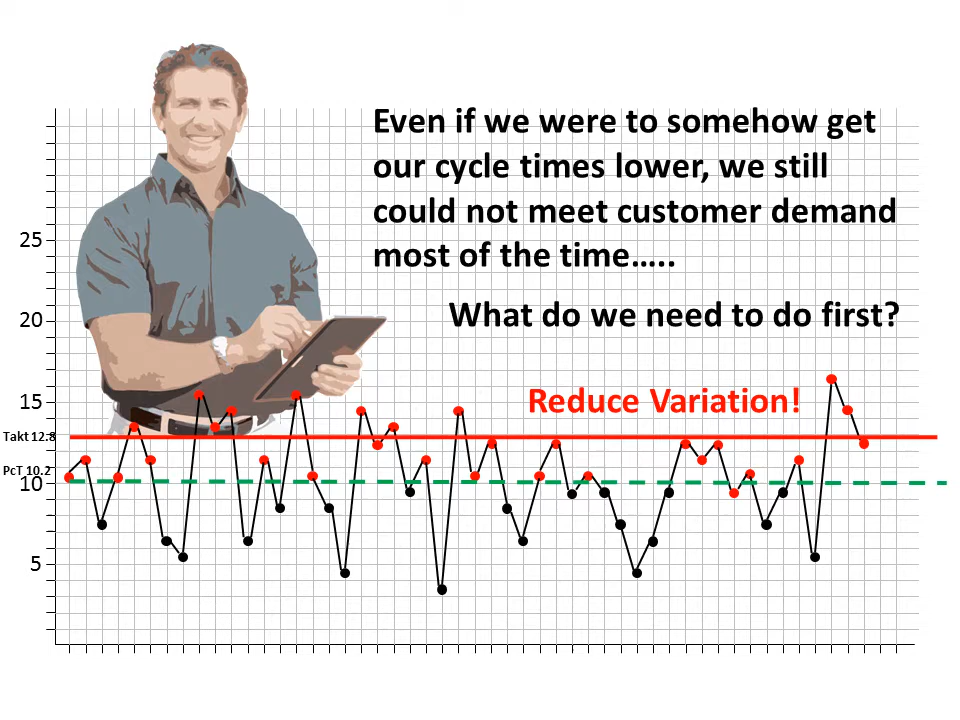 Even if we were to somehow get
our cycle times lower, we still
could not meet customer demand
most of the time.....
What do we need to do first?
Reduce Variation!
25
20
15
Takt 12.8
PcT 10.2
10
5